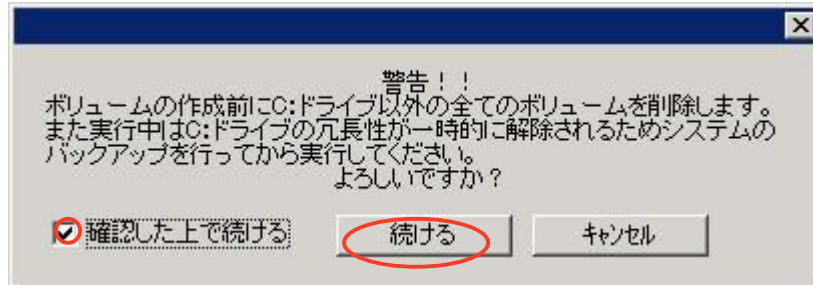 警告！！
ボリュームの作成前にC:ドライブ以外の全てのボリュームを削除します。
また実行中はC:ドライブの冗長性が一時的に解除されるためシステムの
バックアップを行ってから実行してください。
よろしいですか？
確認した上で続ける
続ける
キャンセル